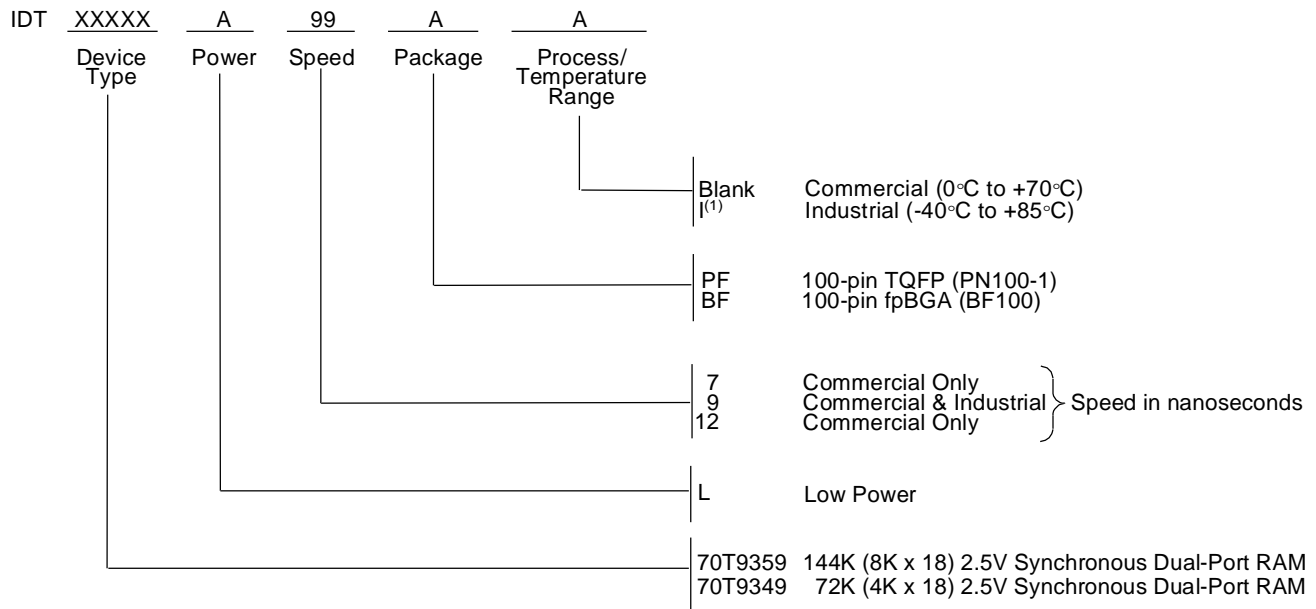 IDT XXXXX A 99 A A
Device Type Power Speed Package Process/ Temperature Range
Blank Commercial (0°C to +70°C)
I(1) Industrial (-40°C to +85°C)
PF 100-pin TQFP (PN100-1)
BF 100-pin fpBGA (BF100)
7 Commercial Only
9 Commercial & Industrial Speed in nanoseconds
12 Commercial Only
L Low Power
70T9359 144K (8K x 18) 2.5V Synchronous Dual-Port RAM
70T9349 72K (4K x 18) 2.5V Synchronous Dual-Port RAM